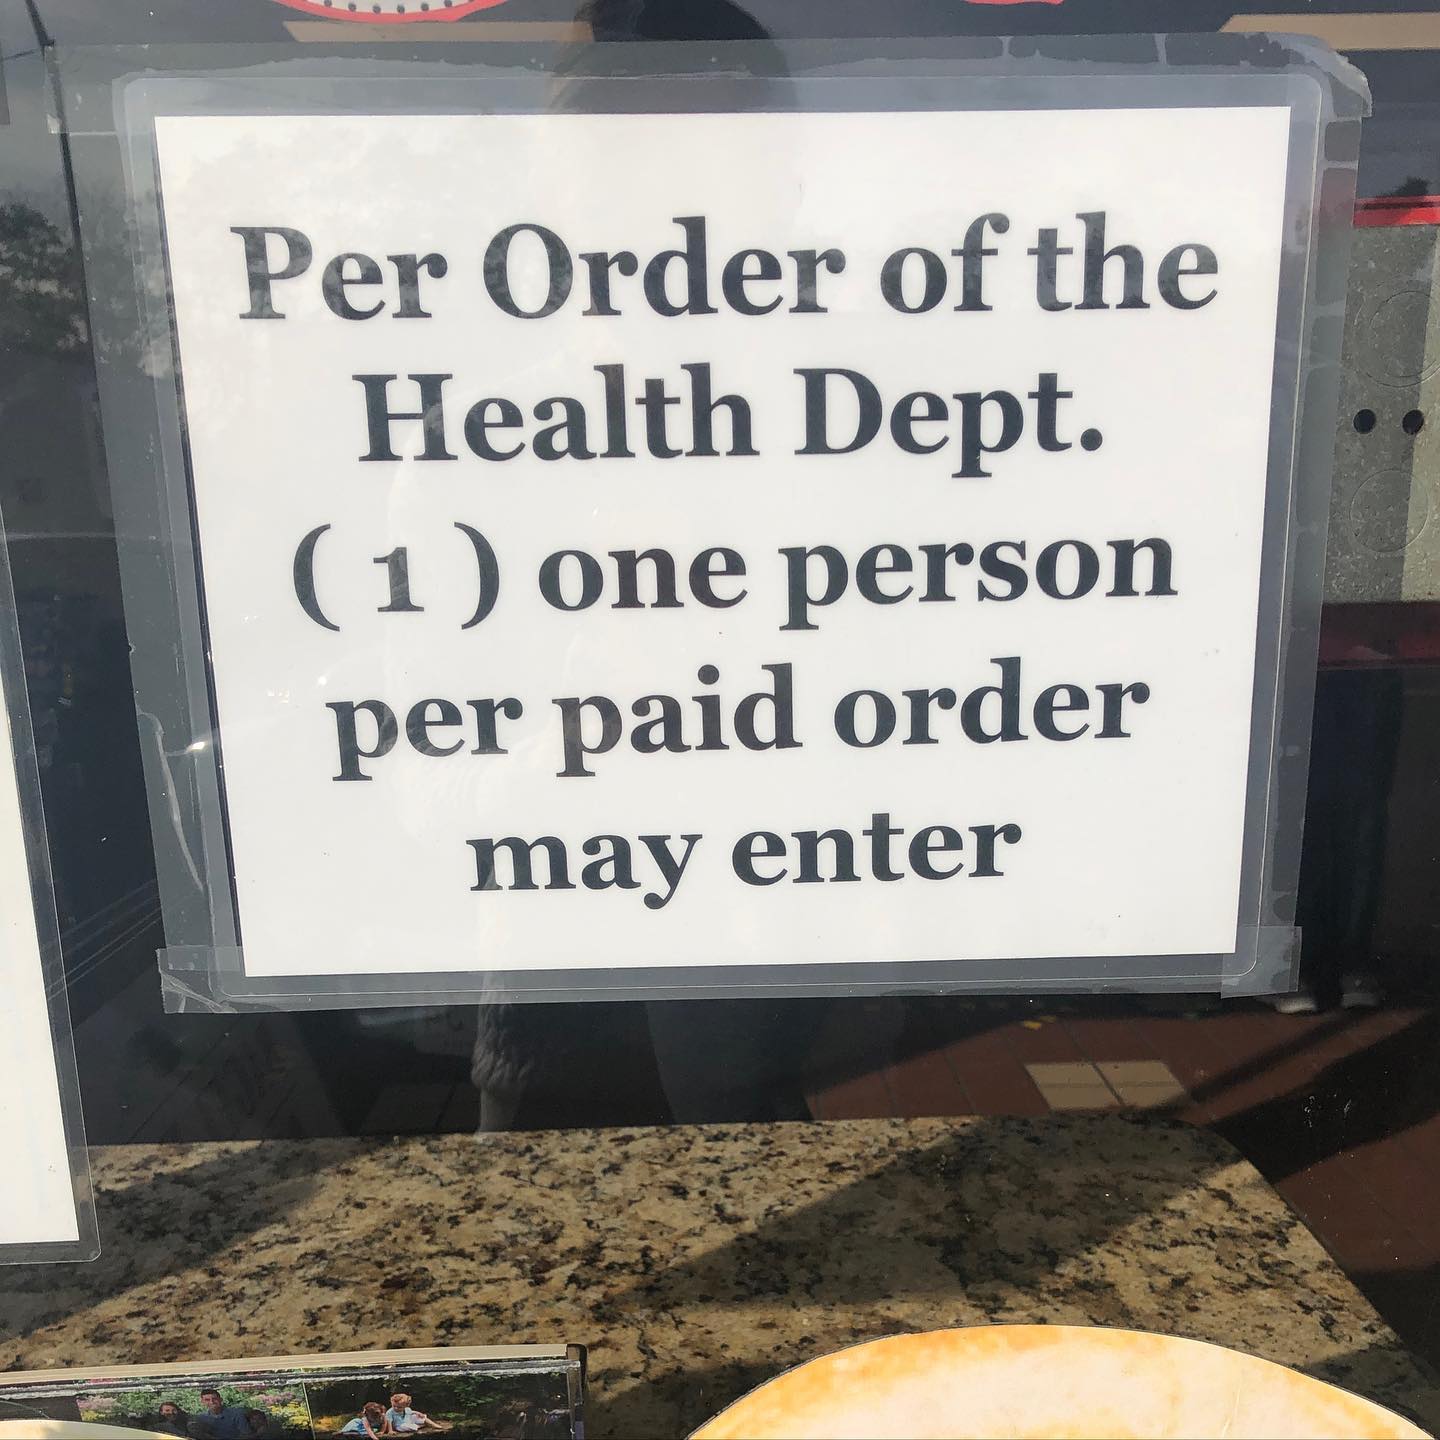 Per Order of the
Health Dept.
( 1 ) one person
per paid order
may enter